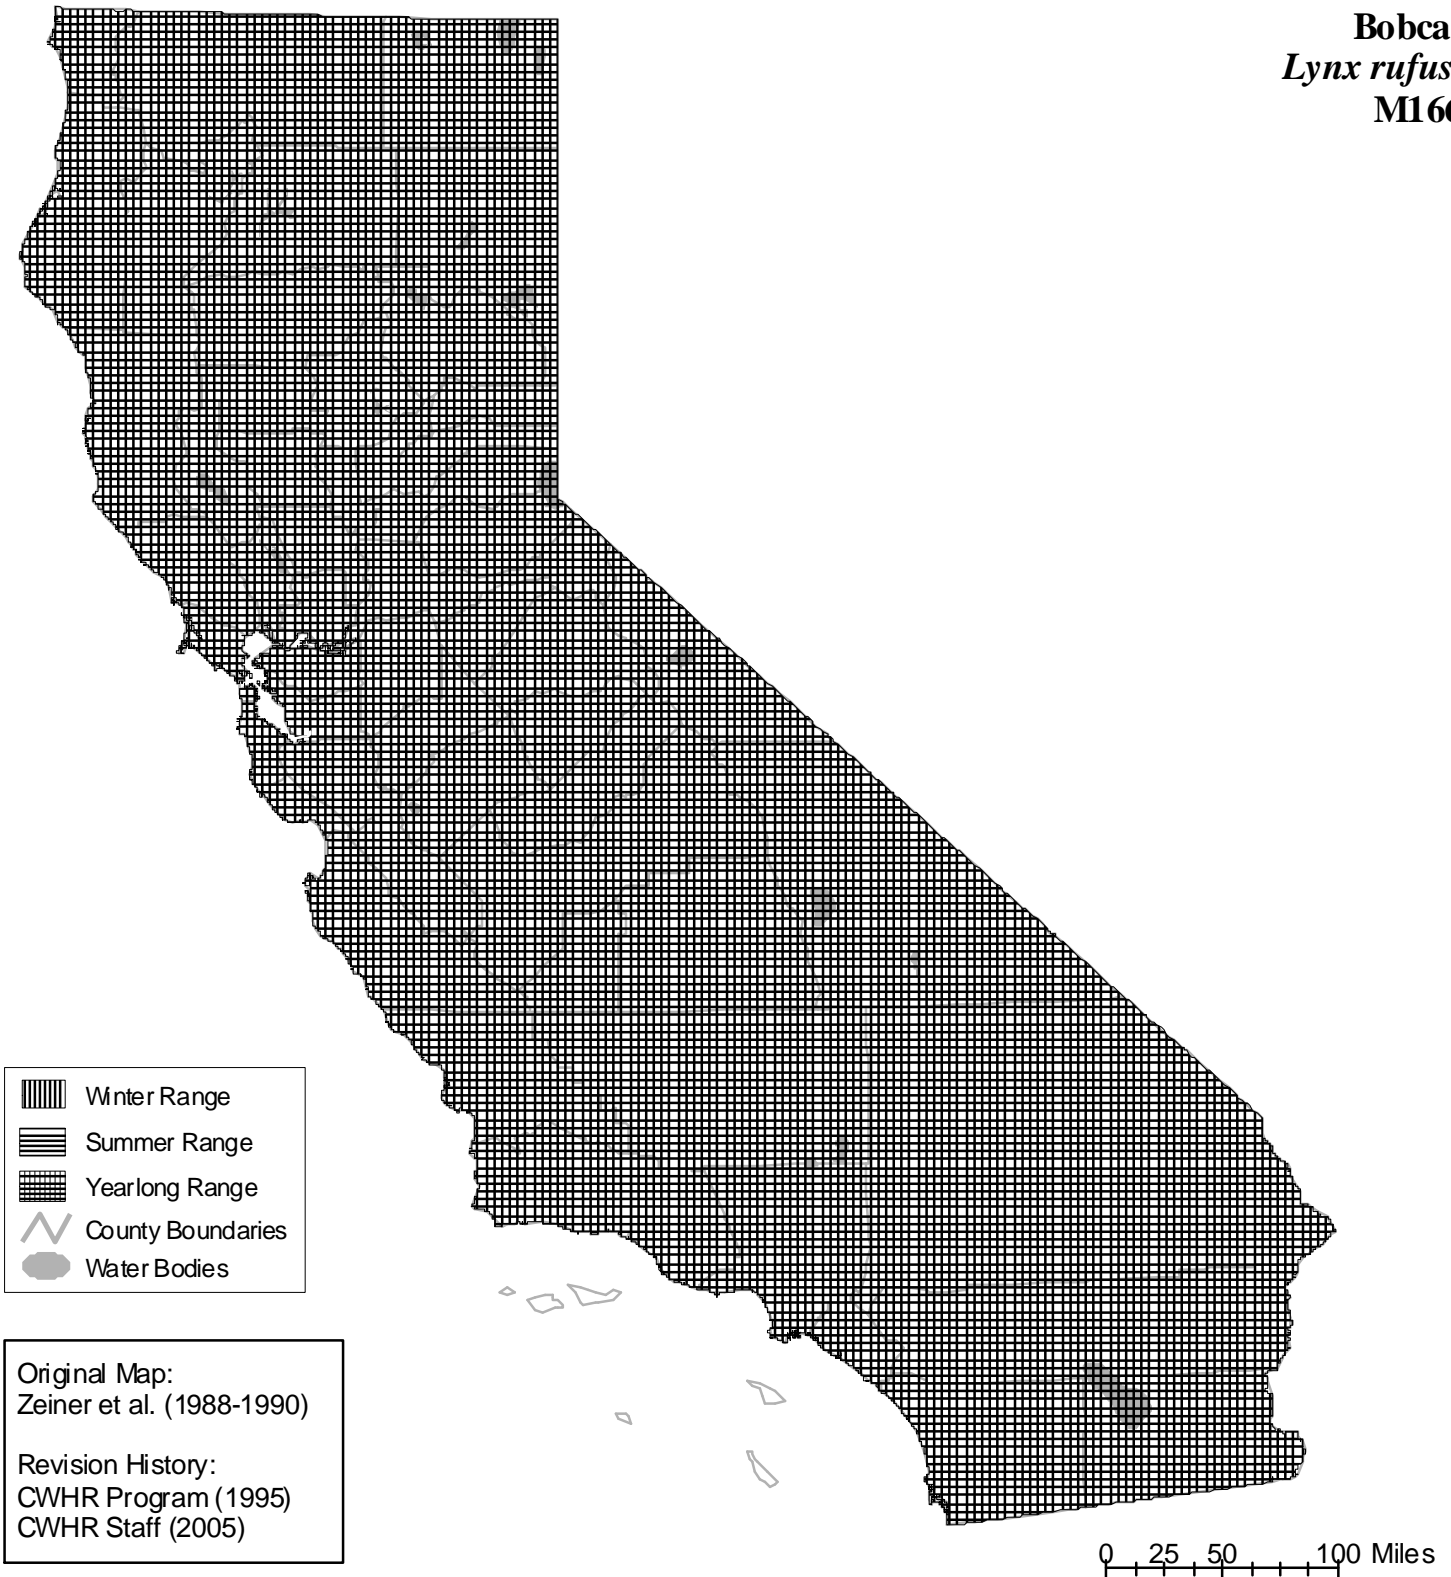 Bobca
Lynx rufus
M166
Winter Range
Summer Range
Yearlong Range
County Boundaries
Water Bodies
Original Map:
Zeiner et al. (1988-1990)
Revision History:
CWHR Program (1995)
CWHR Staff (2005)
0 25 50 100 Miles